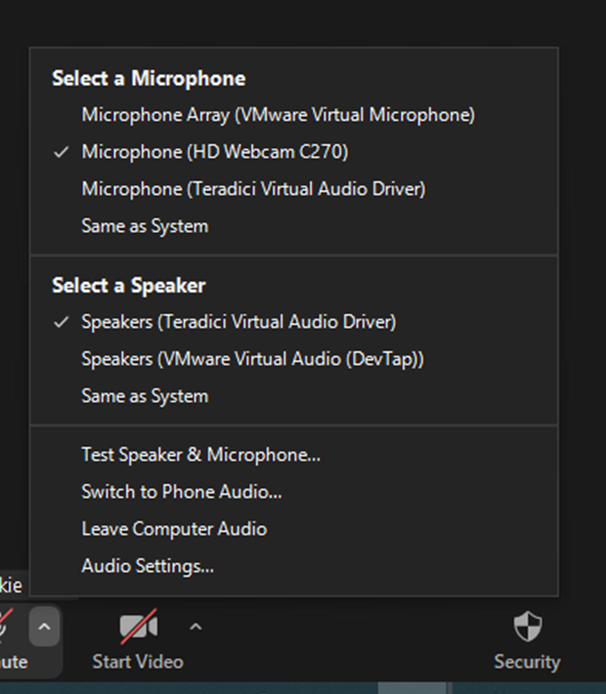 Select a Microphone
Microphone Array (VMware Virtual Microphone)
Microphone (HD Webcam C270)
Microphone (Teradici Virtual Audio Driver)
Same as System
Select a Speaker
Speakers (Teradici Virtual Audio Driver)
Speakers (VMware Virtual Audio (DevTap))
Same as System
Test Speaker & Microphone...
Switch to Phone Audio...
Leave Computer Audio
Audio Settings...
kie
ute Start Video Security